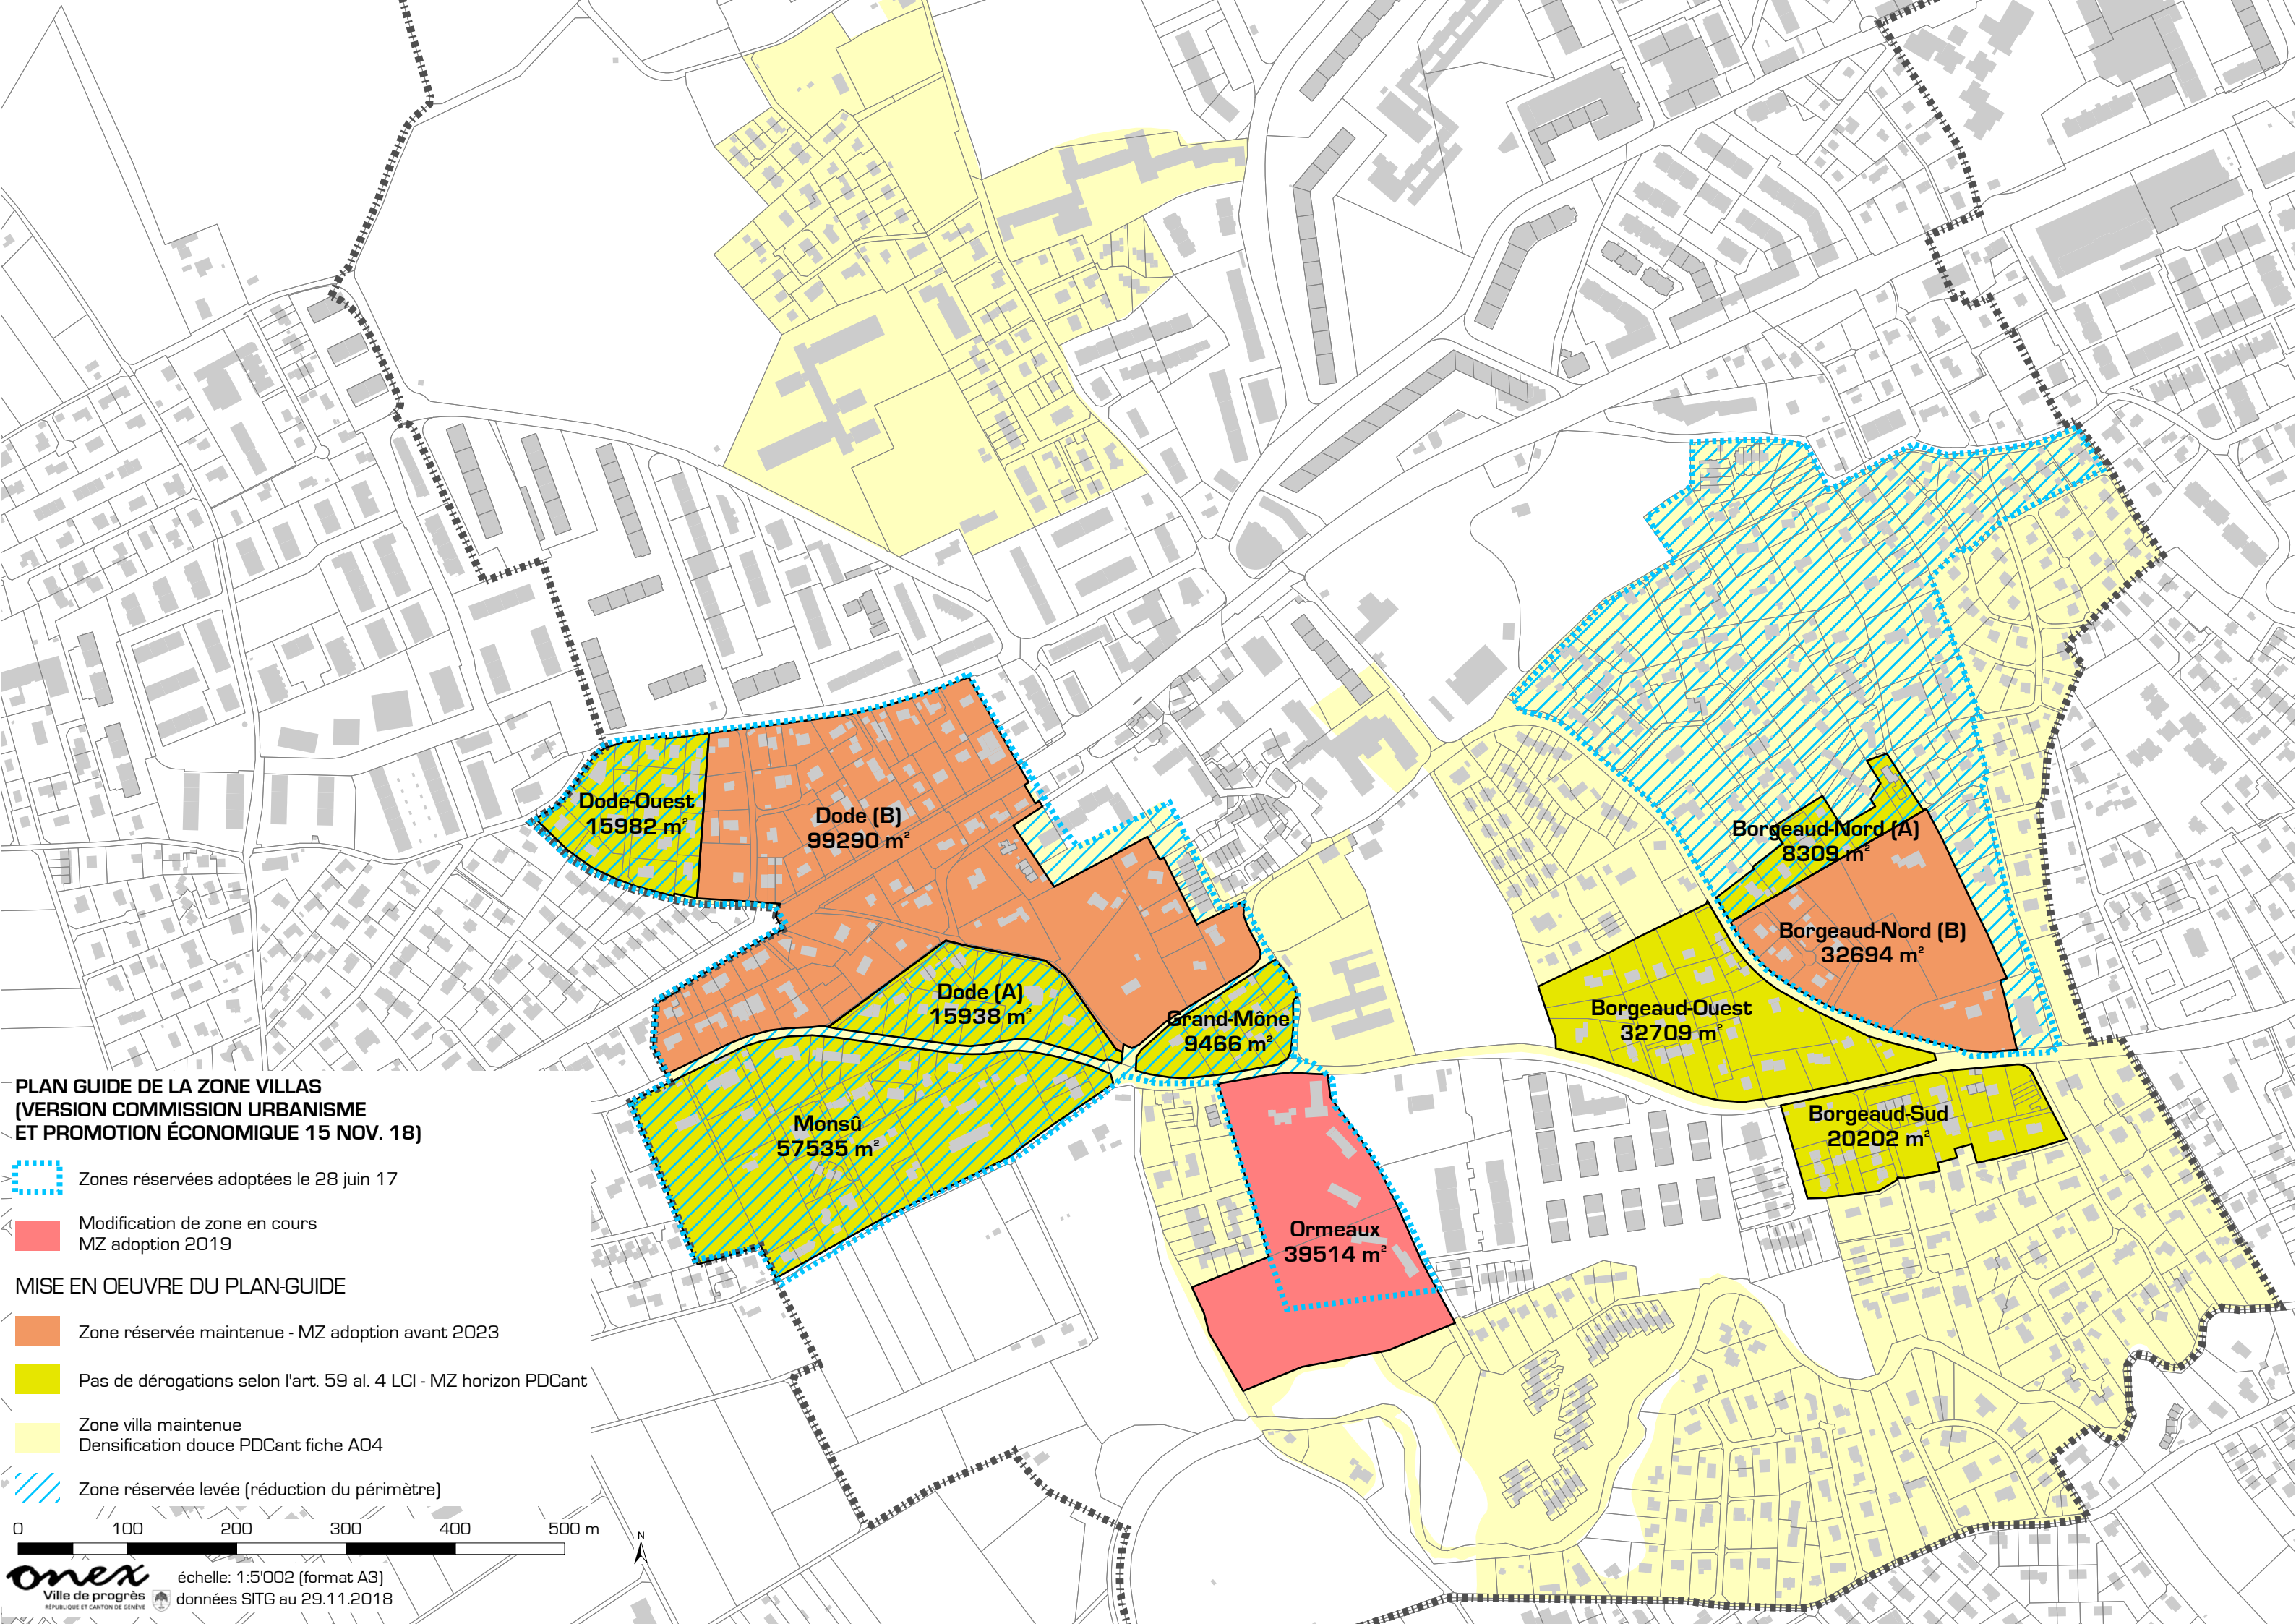 Dode-Ouest
15982 m²
Dode (B)
99290 m²
Borgeaud-Nord (A)
8309 m²
Borgeaud-Nord (B)
32694 m²
Dode (A)
15938 m²
Grand-Mône
9466 m²
Borgeaud-Ouest
32709 m²
Monsû
57535 m²
Borgeaud-Sud
20202 m²
Ormeaux
39514 m²
PLAN GUIDE DE LA ZONE VILLAS
(VERSION COMMISSION URBANISME
ET PROMOTION ÉCONOMIQUE 15 NOV. 18)
Zones réservées adoptées le 28 juin 17
Modification de zone en cours
MZ adoption 2019
MISE EN OEUVRE DU PLAN-GUIDE
Zone réservée maintenue - MZ adoption avant 2023
Pas de dérogations selon l'art. 59 al. 4 LCI - MZ horizon PDCant
Zone villa maintenue
Densification douce PDCant fiche A04
Zone réservée levée (réduction du périmètre)
0 100 200 300 400 500 m
N
onex
Ville de progrès
RÉPUBLIQUE ET CANTON DE GENÈVE
échelle: 1:5'002 (format A3)
données SITG au 29.11.2018